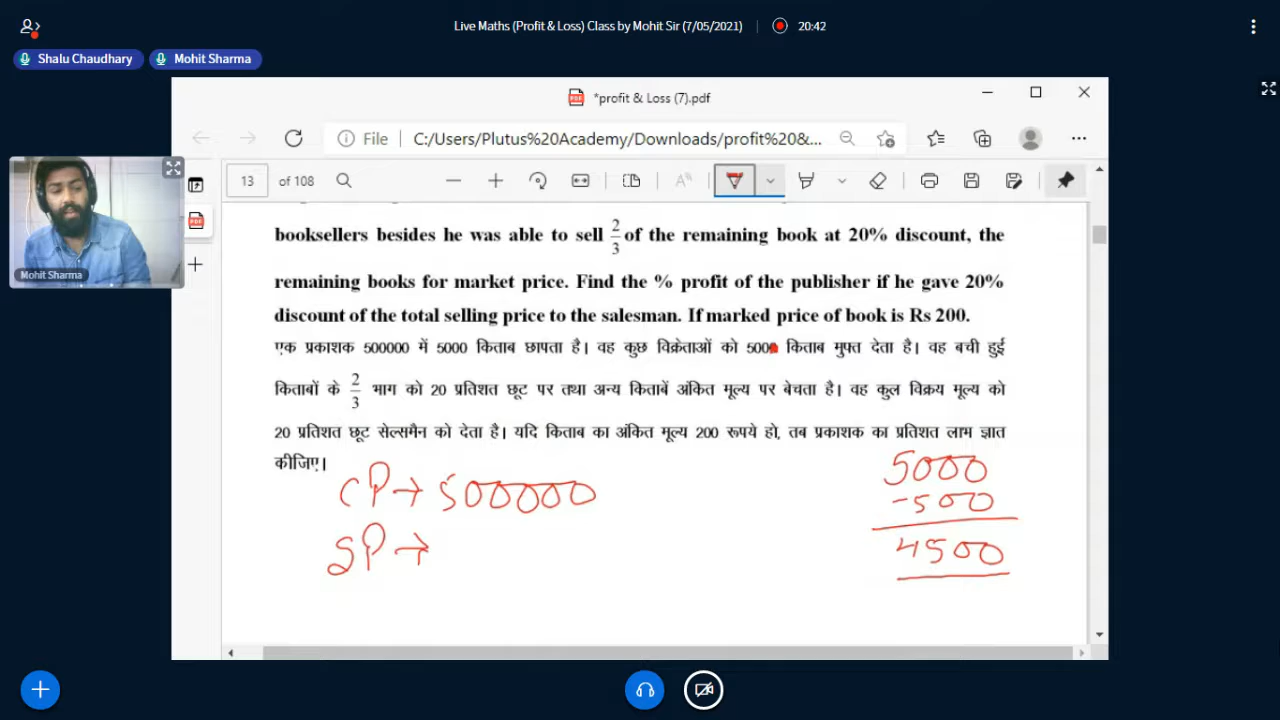 Live Maths (Profit & Loss) Class by Mohit Sir (7/05/2021) 20:42
Shalu Chaudhary Mohit Sharma
*profit & Loss (7).pdf
File C:/Users/Plutus%20Academy/Downloads/profit%20&...
13 of 108
booksellers besides he was able to sell 2/3 of the remaining book at 20% discount, the
remaining books for market price. Find the % profit of the publisher if he gave 20%
discount of the total selling price to the salesman. If marked price of book is Rs 200.
एक प्रकाशक 500000 में 5000 किताब छापता है। वह कुछ विक्रेताओं को 5000 किताब मुफ्त देता है। वह बची हुई
किताबों के 2/3 भाग को 20 प्रतिशत छूट पर तथा अन्य किताबें अंकित मूल्य पर बेचता है। वह कुल विक्रय मूल्य को
20 प्रतिशत छूट सेल्समैन को देता है। यदि किताब का अंकित मूल्य 200 रूपये हो, तब प्रकाशक का प्रतिशत लाभ ज्ञात
कीजिए।
CP → 500000
SP →
5000
-500
4500
Mohit Sharma